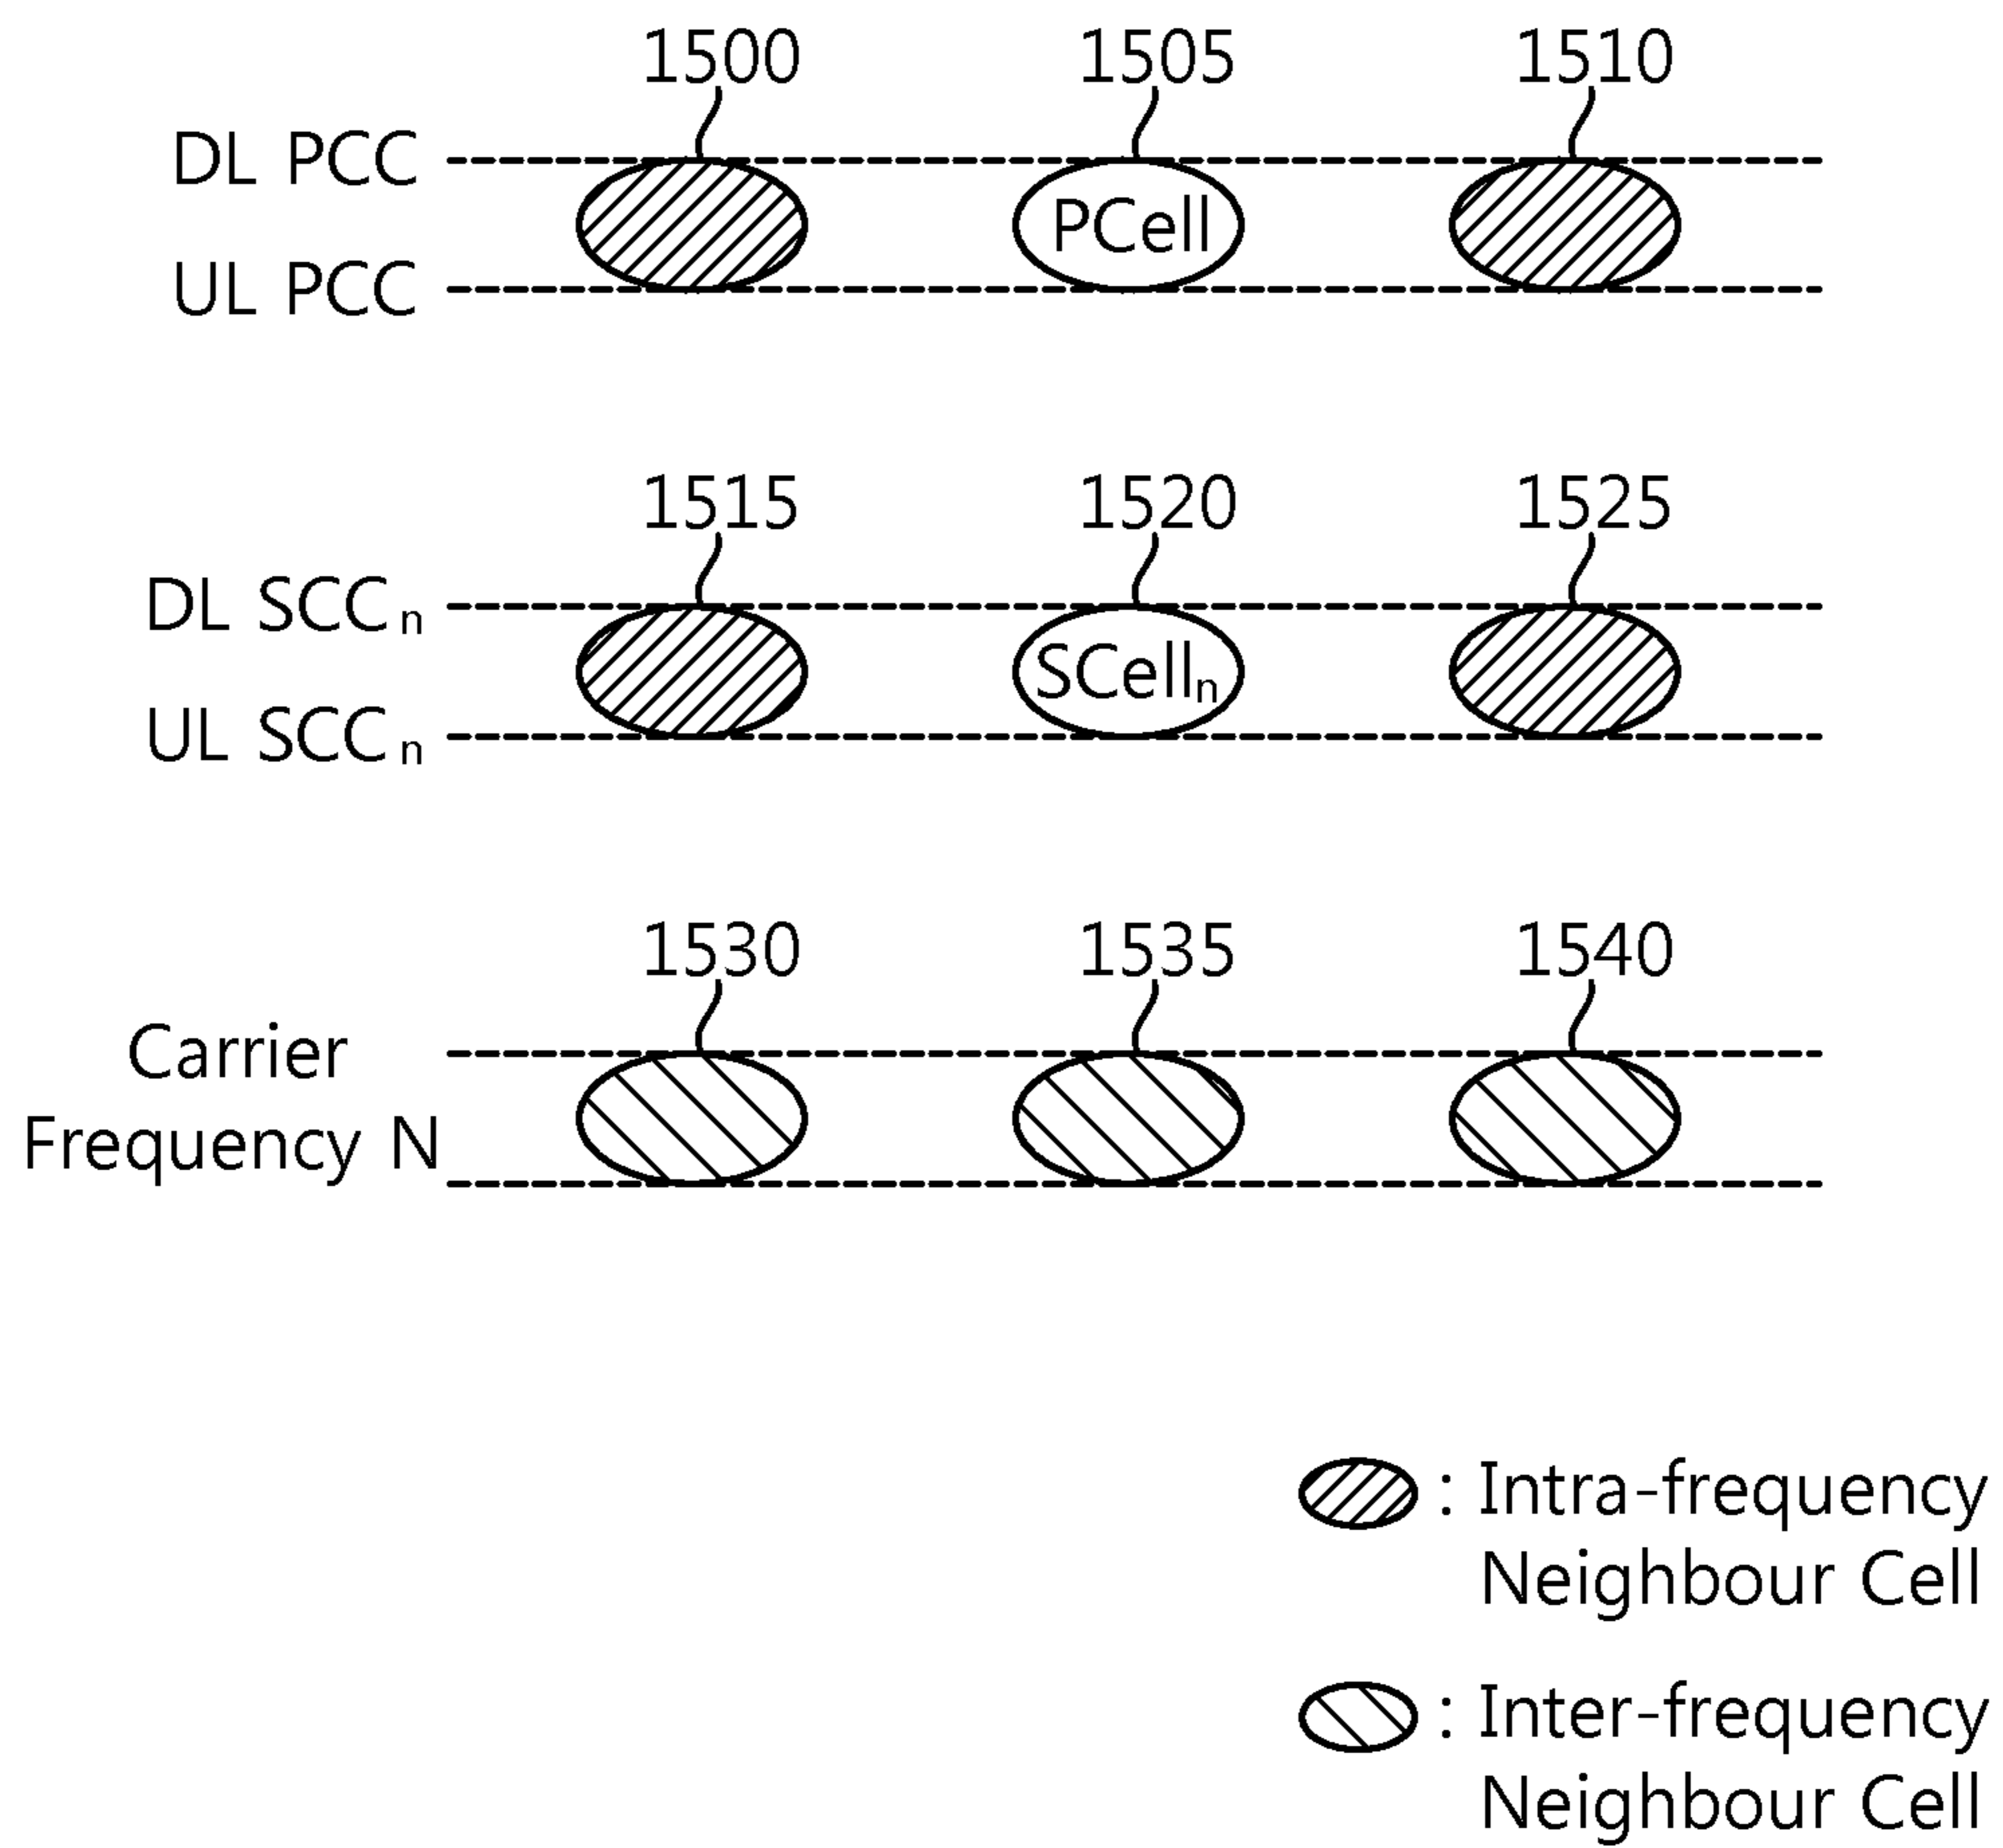 1500 1505 1510
DL PCC
PCell
UL PCC
1515 1520 1525
DL SCCn
SCelln
UL SCCn
1530 1535 1540
Carrier
Frequency N
: Intra-frequency
Neighbour Cell
: Inter-frequency
Neighbour Cell